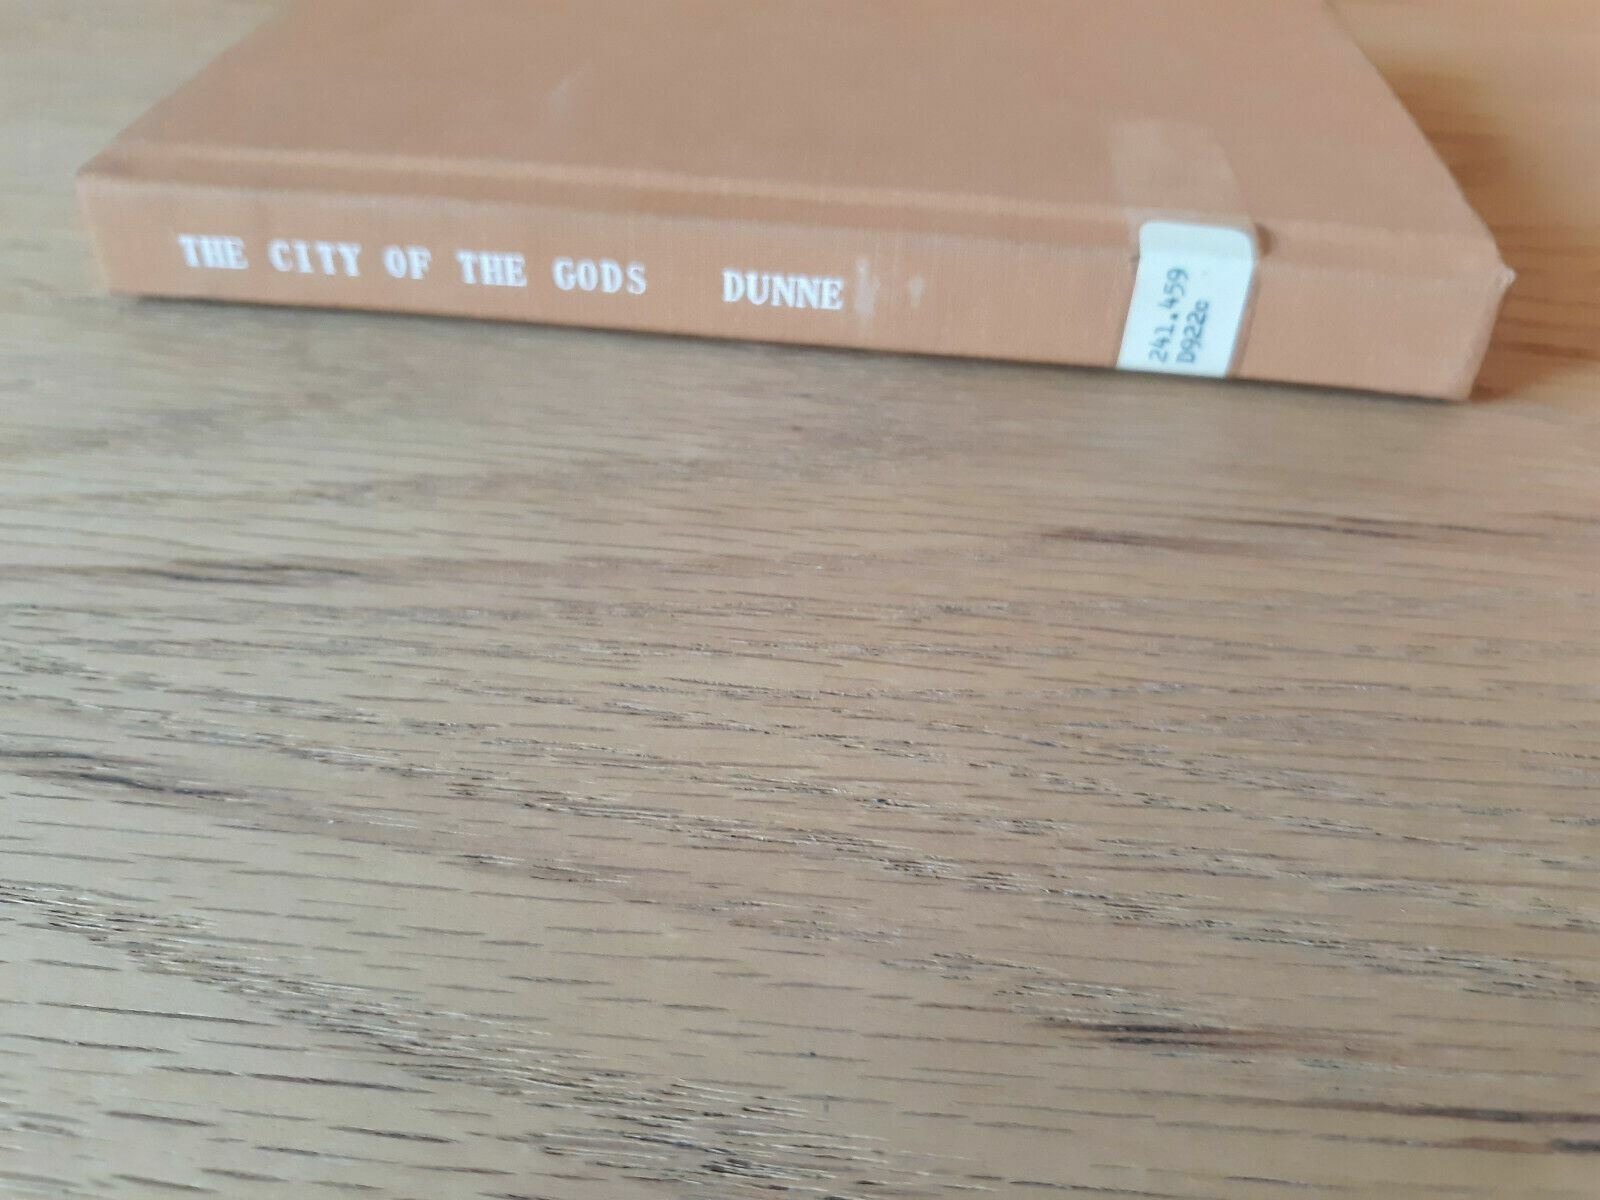 THE CITY OF THE GODS DUNNE
241.459
D922c